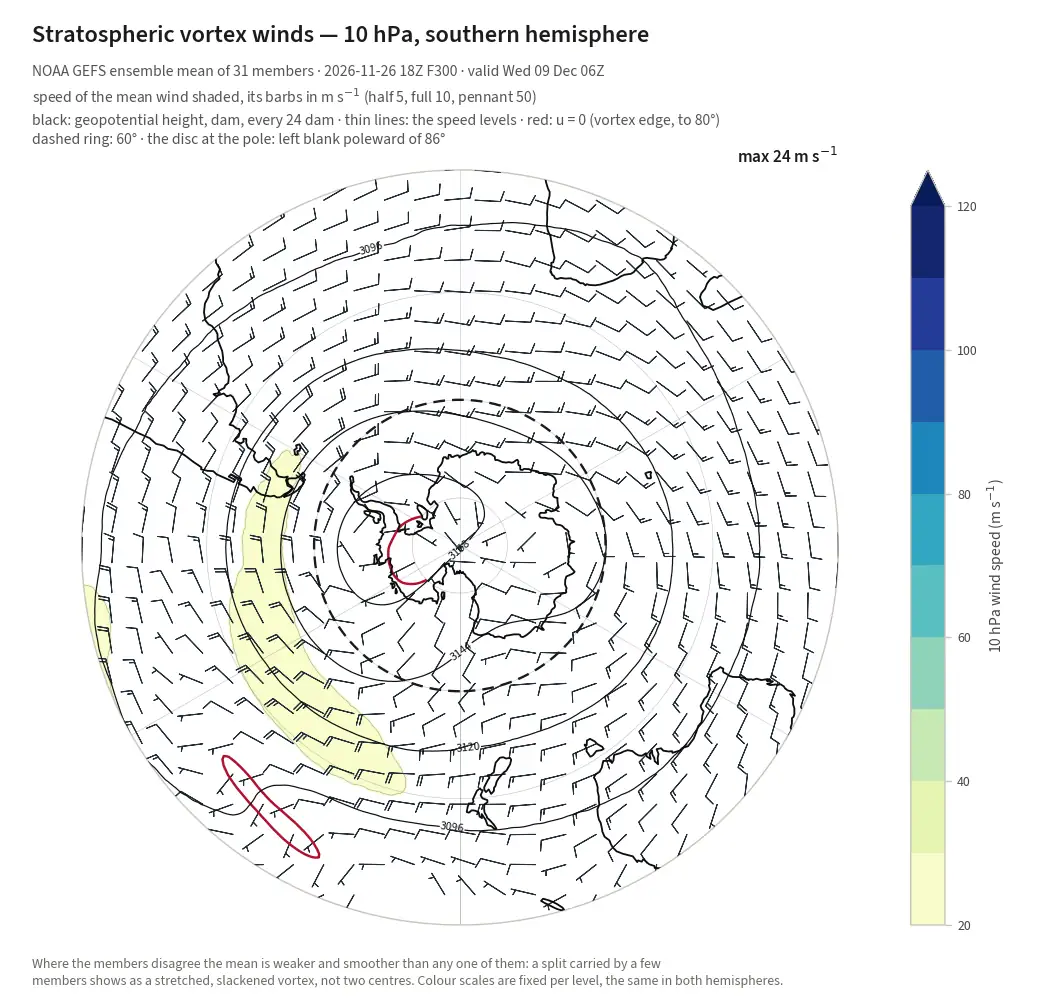 Stratospheric vortex winds — 10 hPa, southern hemisphere
NOAA GEFS ensemble mean of 31 members · 2026-11-26 18Z F300 · valid Wed 09 Dec 06Z
speed of the mean wind shaded, its barbs in m s⁻¹ (half 5, full 10, pennant 50)
black: geopotential height, dam, every 24 dam · thin lines: the speed levels · red: u = 0 (vortex edge, to 80°)
dashed ring: 60° · the disc at the pole: left blank poleward of 86°
max 24 m s⁻¹
120
100
80
60
40
20
10 hPa wind speed (m s⁻¹)
3096
3168
3144
3120
3096
Where the members disagree the mean is weaker and smoother than any one of them: a split carried by a few
members shows as a stretched, slackened vortex, not two centres. Colour scales are fixed per level, the same in both hemispheres.